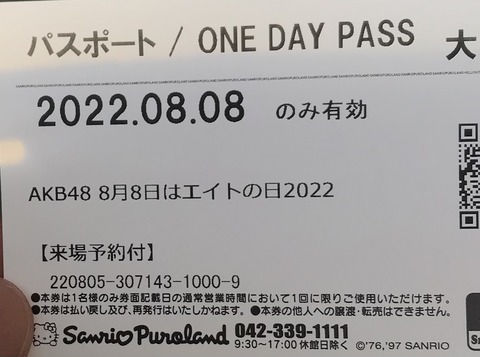 パスポート / ONE DAY PASS 大
2022.08.08 のみ有効
AKB48 8月8日はエイトの日2022
【来場予約付】
220805-307143-1000-9
●本券は1名様のみ券面記載日の通常営業時間において1回に限りご使用いただけます。
●本券は払い戻し及び、再発行はいたしかねます。 ●本券の他人への譲渡・転売はできません。
Sanrio Puroland 042-339-1111
9:30~17:00 休館日除く ©'76,'97 SANRIO